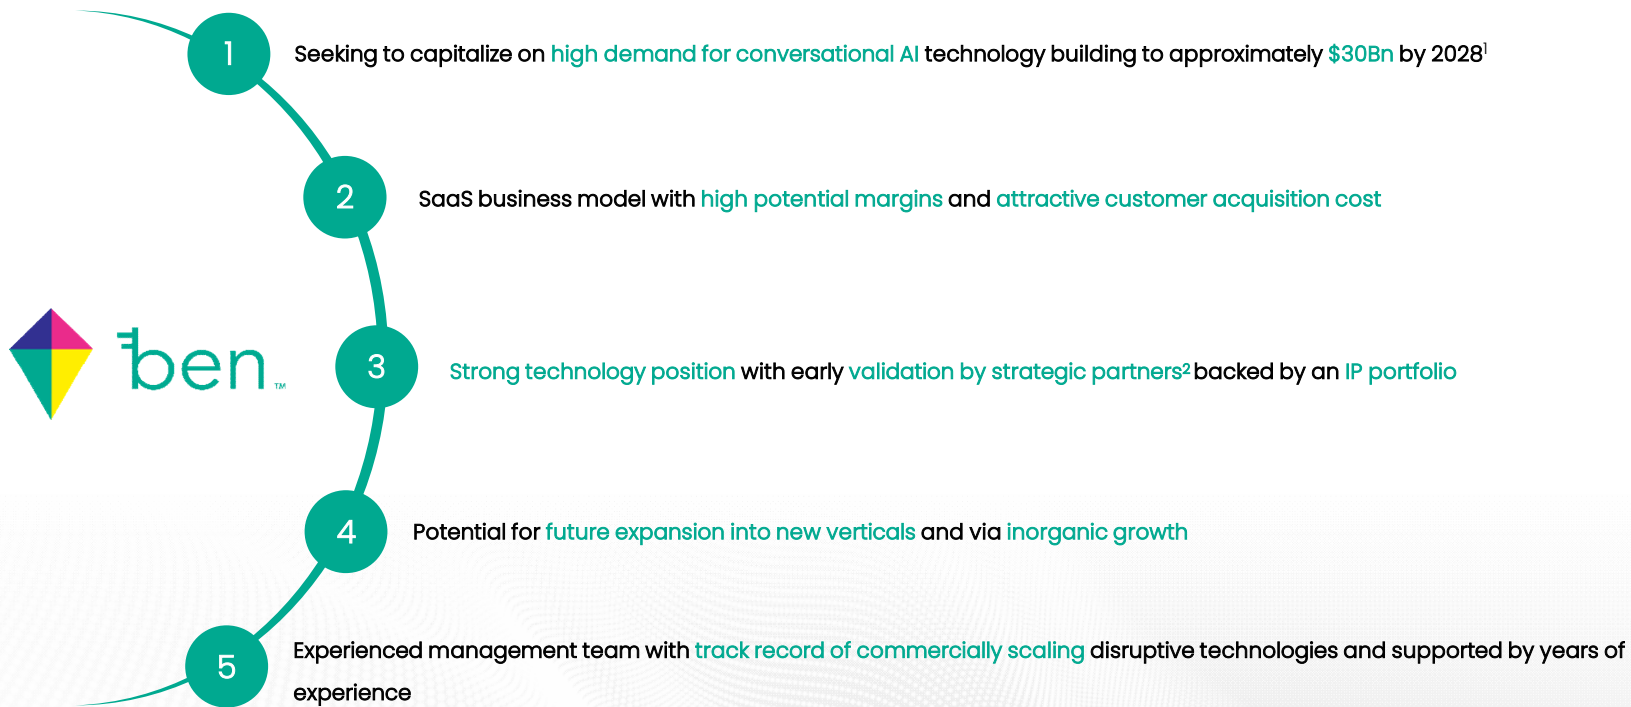 1
Seeking to capitalize on high demand for conversational AI technology building to approximately $30Bn by 2028¹
2
SaaS business model with high potential margins and attractive customer acquisition cost
ben™
3
Strong technology position with early validation by strategic partners² backed by an IP portfolio
4
Potential for future expansion into new verticals and via inorganic growth
5
Experienced management team with track record of commercially scaling disruptive technologies and supported by years of
experience